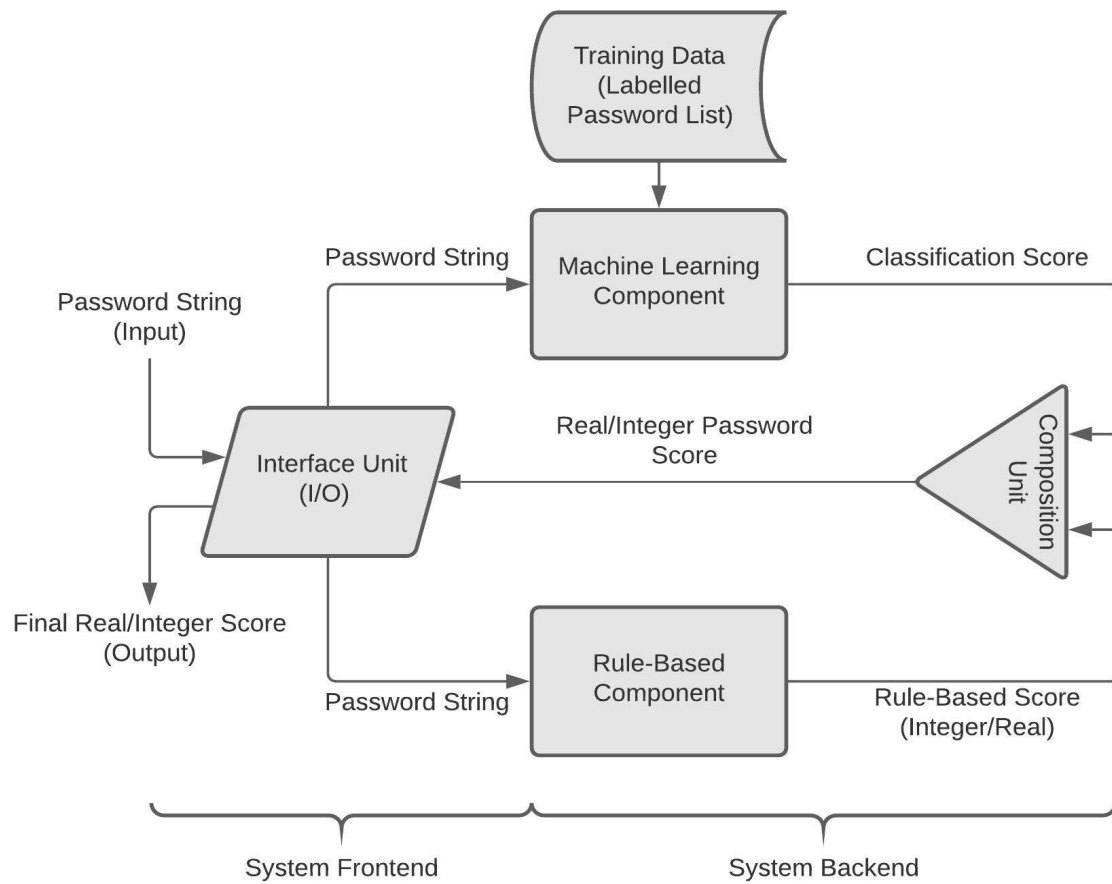 Training Data
(Labelled
Password List)
Password String
Machine Learning
Component
Classification Score
Password String
(Input)
Real/Integer Password
Score
Composition
Unit
Interface Unit
(I/O)
Final Real/Integer Score
(Output)
Rule-Based
Component
Password String
Rule-Based Score
(Integer/Real)
System Frontend
System Backend